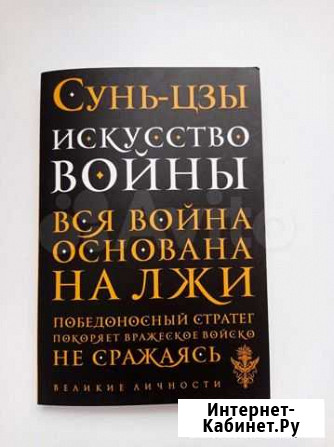 Сунь-цзы
Искусство
войны
Вся война
основана
на лжи
Победоносный стратег
покоряет вражеское войско
не сражаясь
Великие личности
Avito
Интернет-
Кабинет.Ру